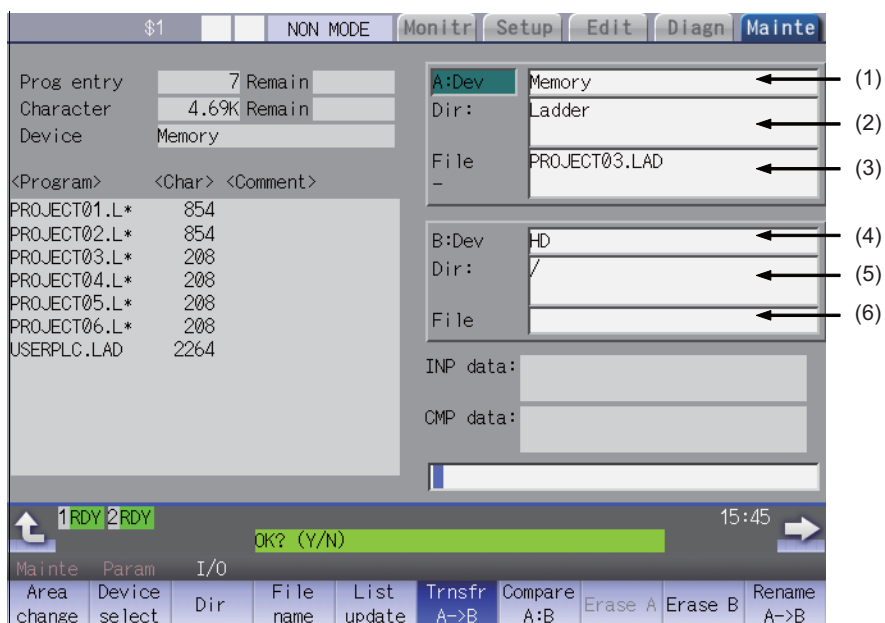 $1 NON MODE Monitr Setup Edit Diagn Mainte
Prog entry 7 Remain
Character 4.69K Remain
Device Memory
<Program> <Char> <Comment>
PROJECT01.L* 854
PROJECT02.L* 854
PROJECT03.L* 208
PROJECT04.L* 208
PROJECT05.L* 208
PROJECT06.L* 208
USERPLC.LAD 2264
A:Dev Memory (1)
Dir: Ladder (2)
File PROJECT03.LAD (3)
–
B:Dev HD (4)
Dir: / (5)
File (6)
INP data:
CMP data:
1RDY 2RDY 15:45
OK? (Y/N)
Mainte Param I/O
Area change
Device select
Dir
File name
List update
Trnsfr A->B
Compare A:B
Erase A
Erase B
Rename A->B